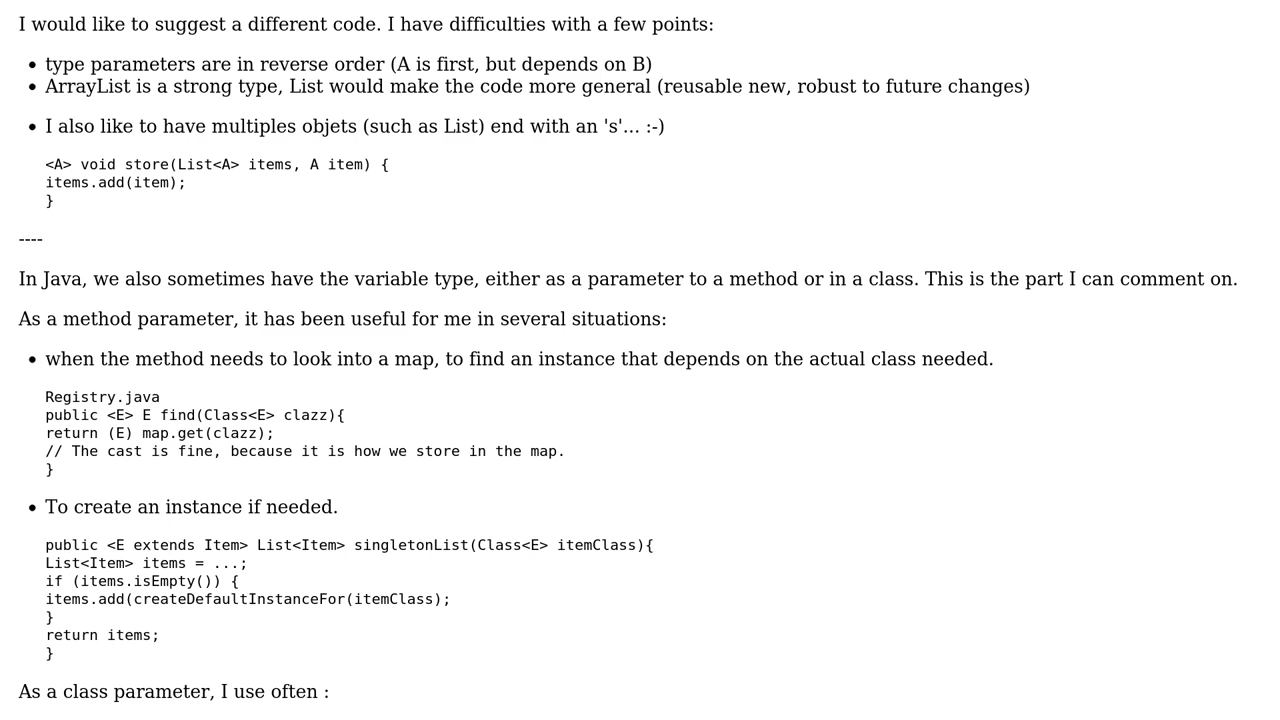 I would like to suggest a different code. I have difficulties with a few points:
• type parameters are in reverse order (A is first, but depends on B)
• ArrayList is a strong type, List would make the code more general (reusable new, robust to future changes)
• I also like to have multiples objets (such as List) end with an 's'... :-)
<A> void store(List<A> items, A item) {
items.add(item);
}
----
In Java, we also sometimes have the variable type, either as a parameter to a method or in a class. This is the part I can comment on.
As a method parameter, it has been useful for me in several situations:
• when the method needs to look into a map, to find an instance that depends on the actual class needed.
Registry.java
public <E> E find(Class<E> clazz){
return (E) map.get(clazz);
// The cast is fine, because it is how we store in the map.
}
• To create an instance if needed.
public <E extends Item> List<Item> singletonList(Class<E> itemClass){
List<Item> items = ...;
if (items.isEmpty()) {
items.add(createDefaultInstanceFor(itemClass);
}
return items;
}
As a class parameter, I use often :